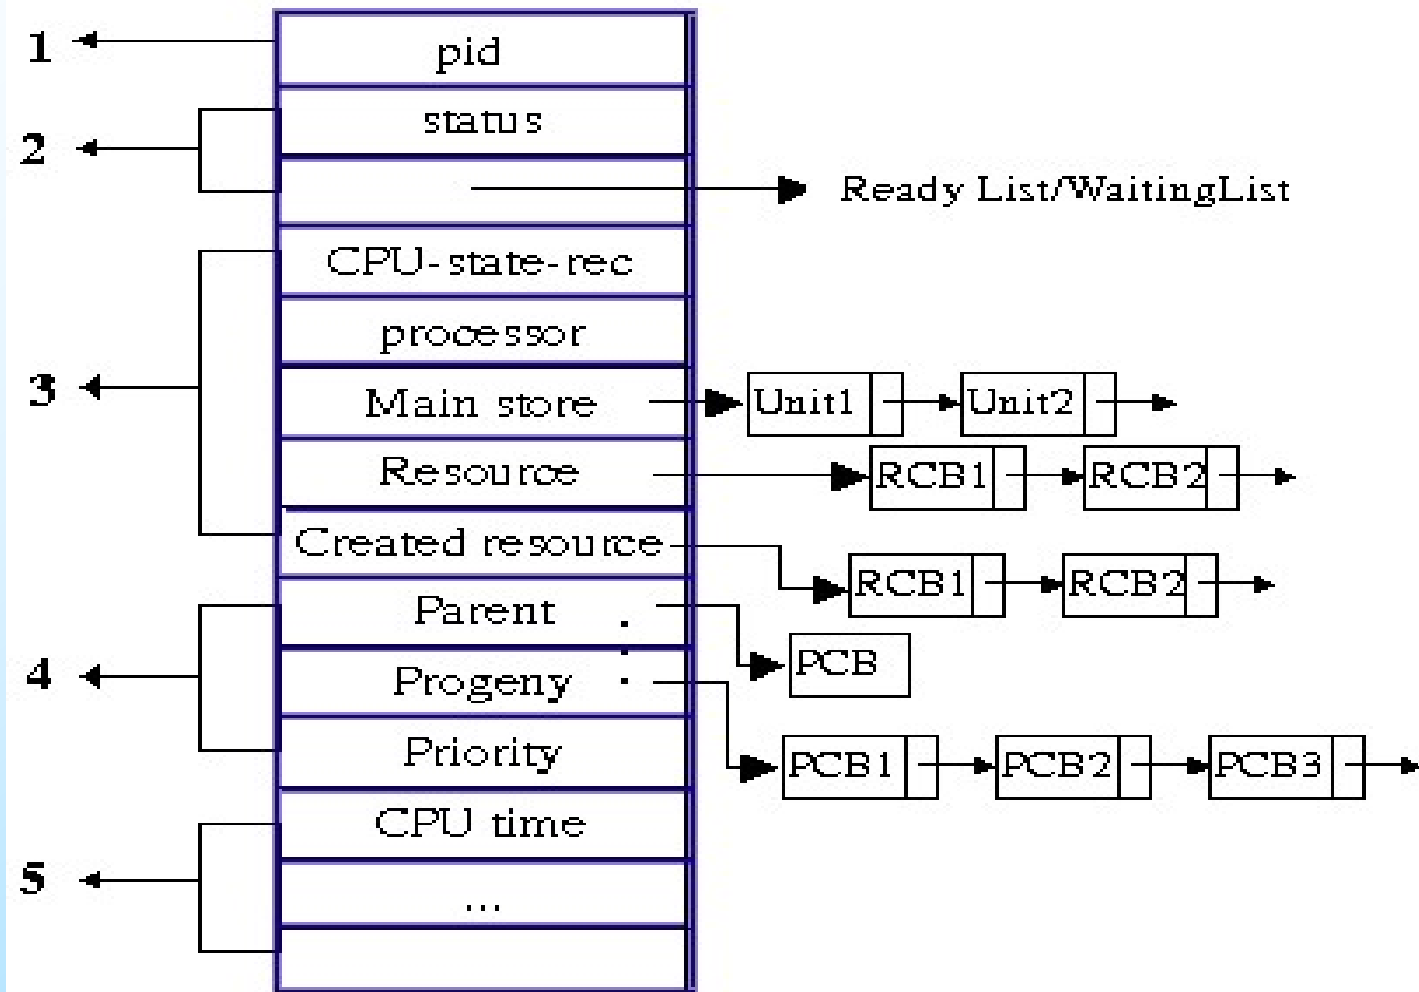 1
pid
2
status
Ready List/WaitingList
3
CPU-state-rec
processor
Main store
Unit1
Unit2
Resource
RCB1
RCB2
Created resource
RCB1
RCB2
4
Parent
PCB
Progeny
PCB1
PCB2
PCB3
Priority
5
CPU time
...